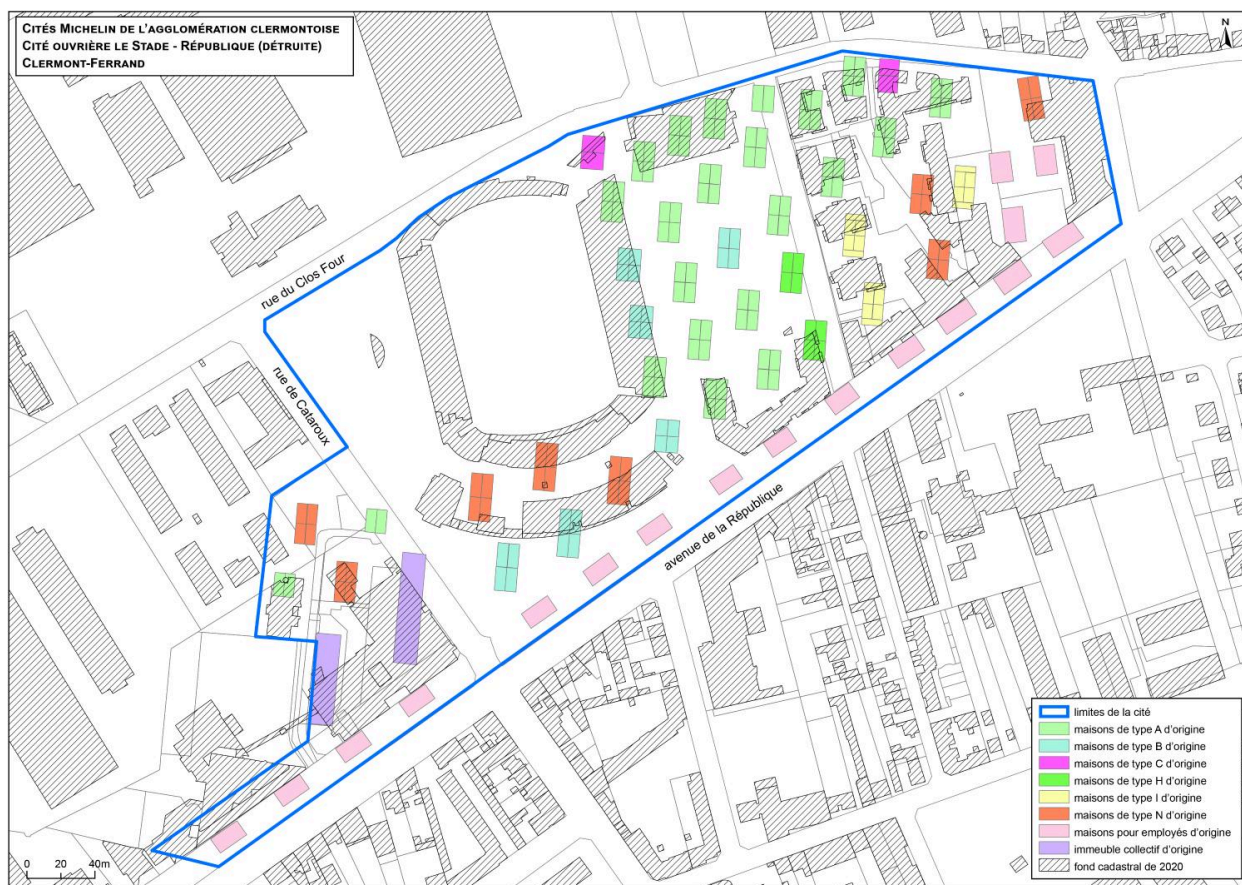 CITÉS MICHELIN DE L'AGGLOMÉRATION CLERMONTOISE
CITÉ OUVRIÈRE LE STADE - RÉPUBLIQUE (DÉTRUITE)
CLERMONT-FERRAND
N
rue du Clos Four
rue de Cataroux
avenue de la République
limites de la cité
maisons de type A d'origine
maisons de type B d'origine
maisons de type C d'origine
maisons de type H d'origine
maisons de type I d'origine
maisons de type N d'origine
maisons pour employés d'origine
immeuble collectif d'origine
fond cadastral de 2020
0 20 40m